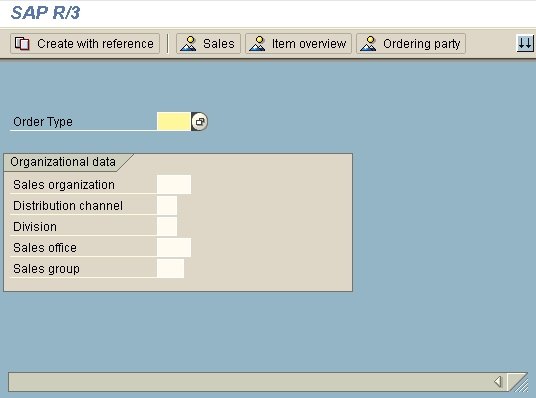 SAP R/3
Create with reference Sales Item overview Ordering party
Order Type
Organizational data
Sales organization
Distribution channel
Division
Sales office
Sales group